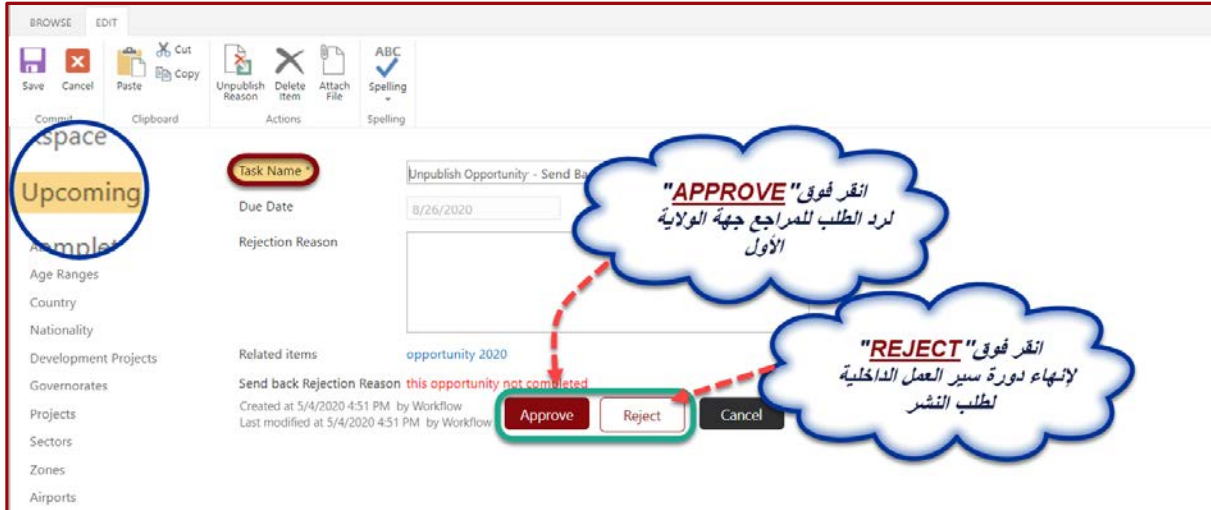 BROWSE EDIT
Save
Cancel
Paste
Cut
Copy
Unpublish Reason
Delete Item
Attach File
ABC
Spelling
Clipboard
Actions
Spelling
Upcoming
Age Ranges
Country
Nationality
Development Projects
Governorates
Projects
Sectors
Zones
Airports
Task Name *
Unpublish Opportunity - Send Ba
Due Date
8/26/2020
Rejection Reason
Related items
opportunity 2020
Send back Rejection Reason this opportunity not completed
Created at 5/4/2020 4:51 PM by Workflow
Last modified at 5/4/2020 4:51 PM by Workflow
Approve
Reject
Cancel
انقر فوق "APPROVE"
لرد الطلب للمراجع جهة الولاية
الأول
انقر فوق "REJECT"
لإنهاء دورة سير العمل الداخلية
لطلب النشر